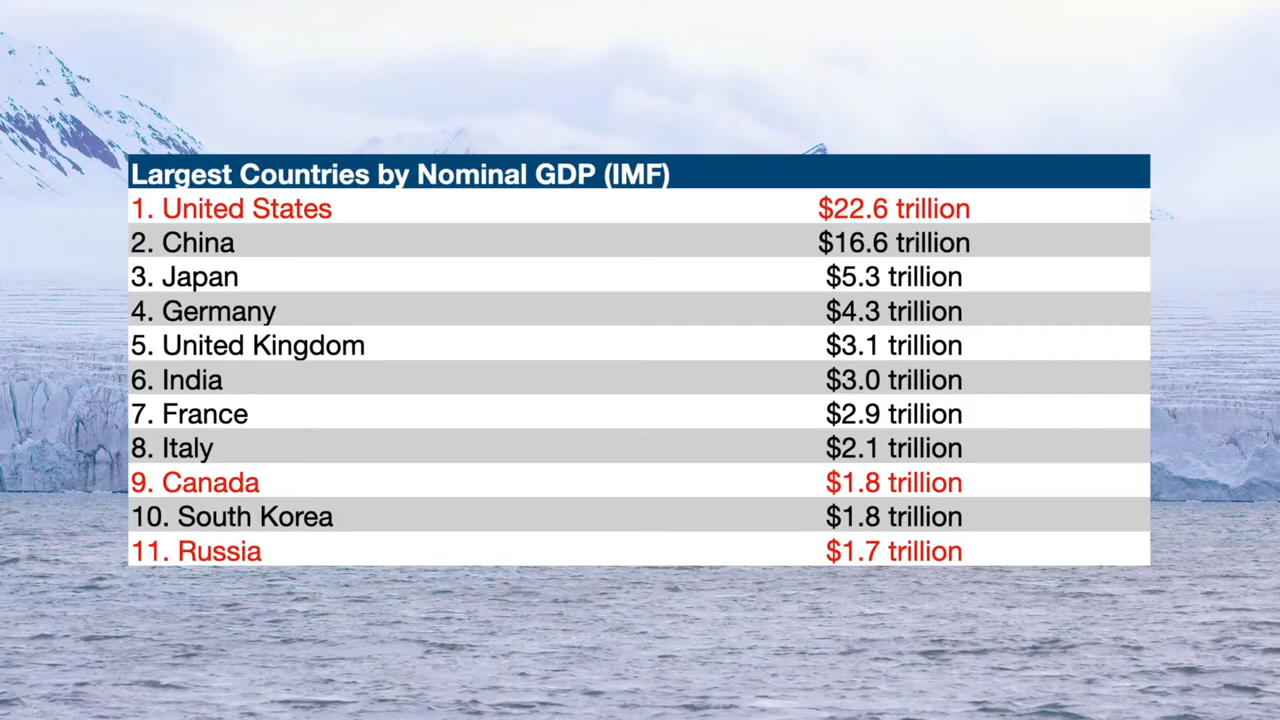 Largest Countries by Nominal GDP (IMF)
1. United States $22.6 trillion
2. China $16.6 trillion
3. Japan $5.3 trillion
4. Germany $4.3 trillion
5. United Kingdom $3.1 trillion
6. India $3.0 trillion
7. France $2.9 trillion
8. Italy $2.1 trillion
9. Canada $1.8 trillion
10. South Korea $1.8 trillion
11. Russia $1.7 trillion